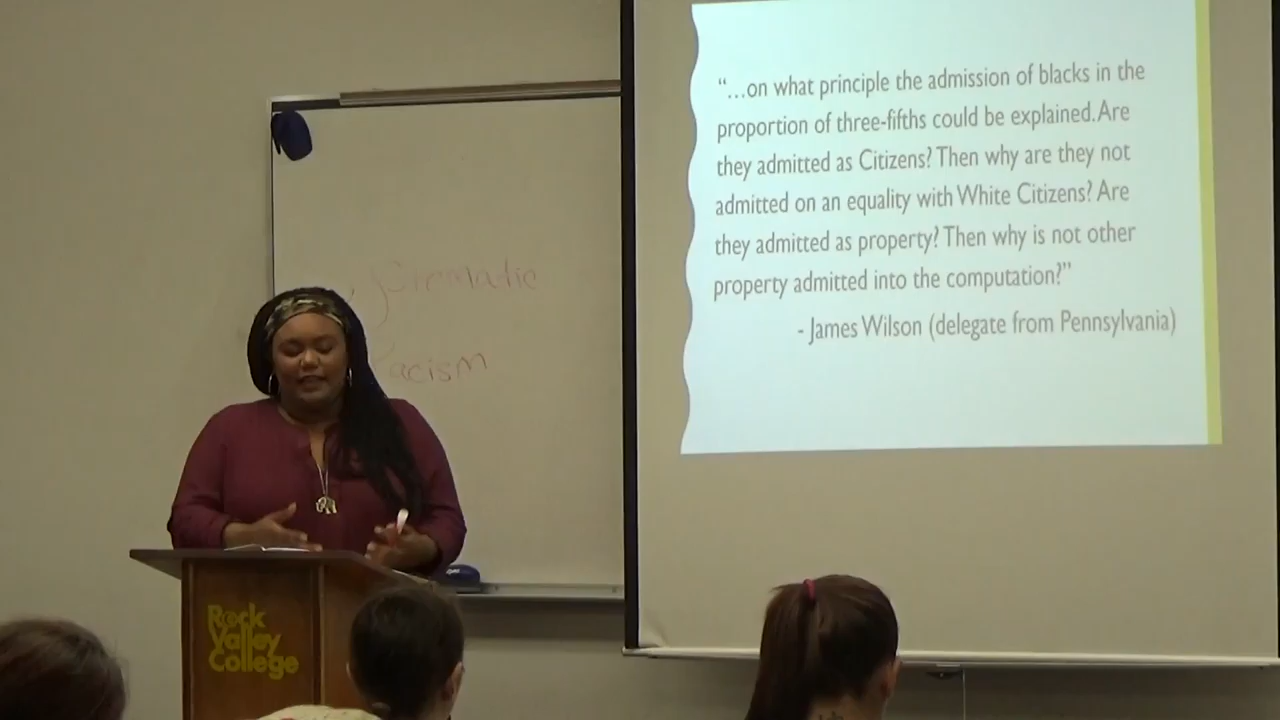 “...on what principle the admission of blacks in the
proportion of three-fifths could be explained. Are
they admitted as Citizens? Then why are they not
admitted on an equality with White Citizens? Are
they admitted as property? Then why is not other
property admitted into the computation?”
- James Wilson (delegate from Pennsylvania)
Rock
Valley
College